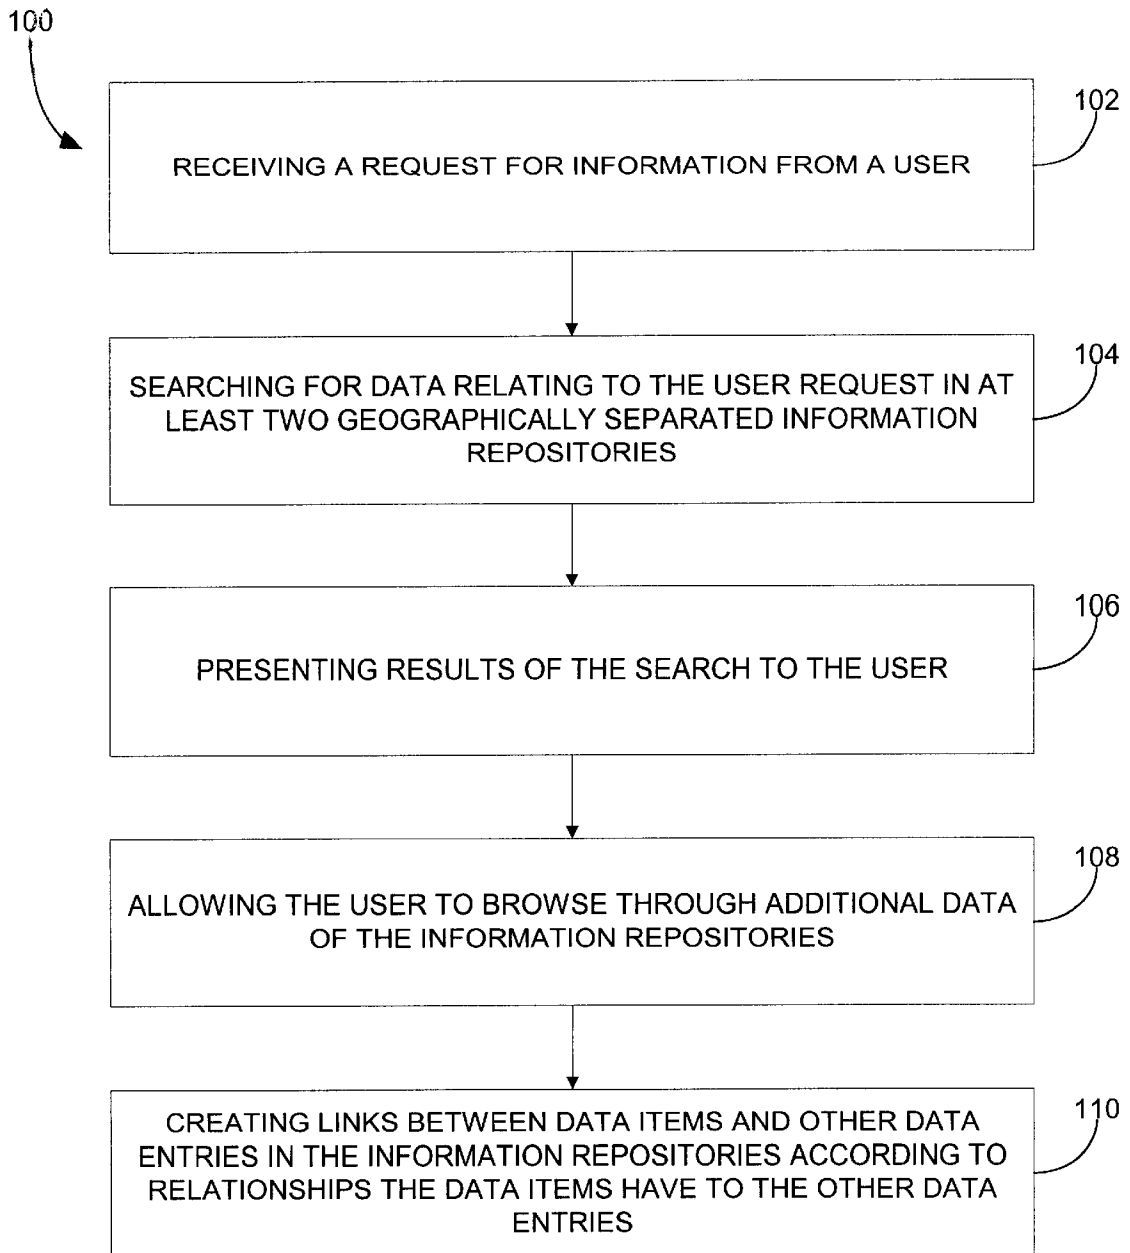 100
102
RECEIVING A REQUEST FOR INFORMATION FROM A USER
104
SEARCHING FOR DATA RELATING TO THE USER REQUEST IN AT
LEAST TWO GEOGRAPHICALLY SEPARATED INFORMATION
REPOSITORIES
106
PRESENTING RESULTS OF THE SEARCH TO THE USER
108
ALLOWING THE USER TO BROWSE THROUGH ADDITIONAL DATA
OF THE INFORMATION REPOSITORIES
110
CREATING LINKS BETWEEN DATA ITEMS AND OTHER DATA
ENTRIES IN THE INFORMATION REPOSITORIES ACCORDING TO
RELATIONSHIPS THE DATA ITEMS HAVE TO THE OTHER DATA
ENTRIES